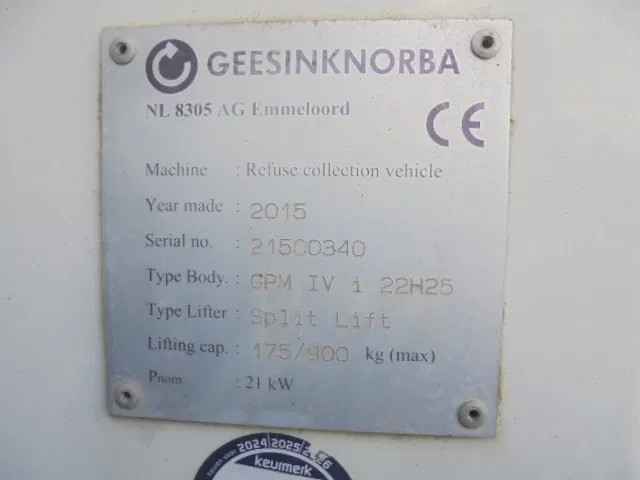 GEESINKNORBA
NL 8305 AG Emmeloord
CE
Machine : Refuse collection vehicle
Year made : 2015
Serial no. : 21500340
Type Body. : GPM IV i 22H25
Type Lifter : Split Lift
Lifting cap. : 175/900 kg (max)
Pnom. : 21 kW
2024 2025
keurmerk